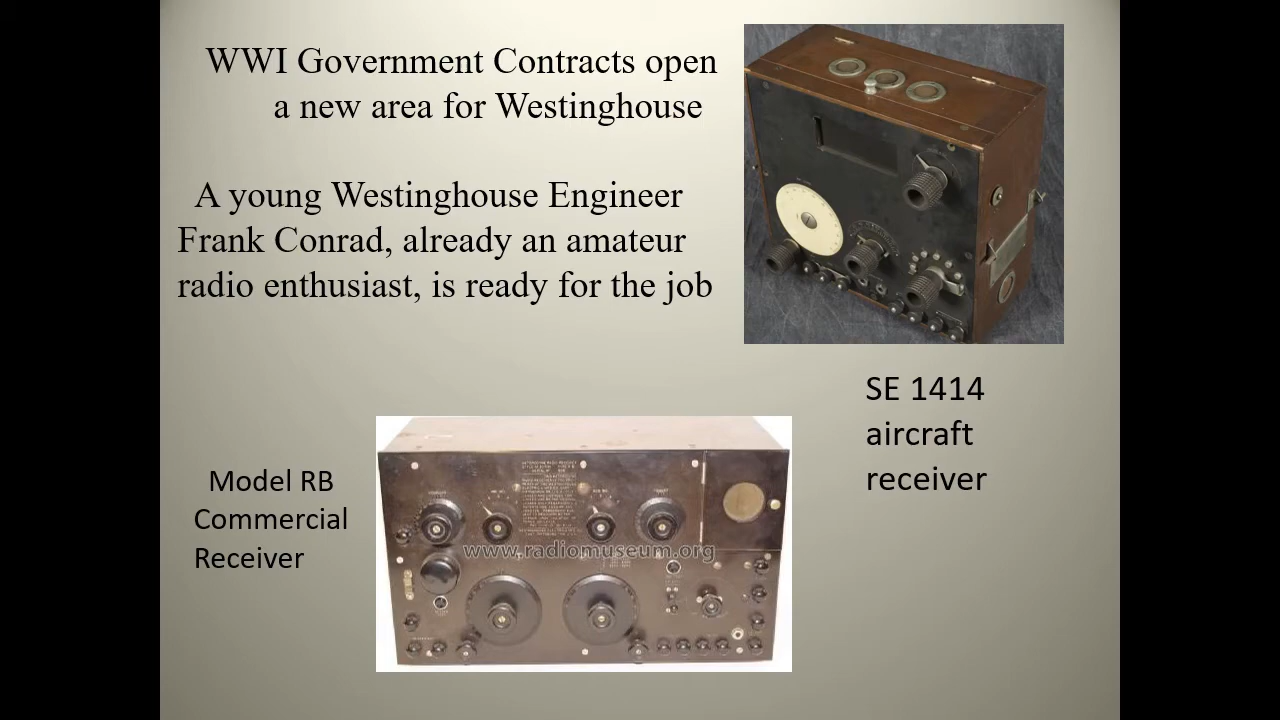 WWI Government Contracts open
a new area for Westinghouse
A young Westinghouse Engineer
Frank Conrad, already an amateur
radio enthusiast, is ready for the job
SE 1414
aircraft
receiver
Model RB
Commercial
Receiver
www.radiomuseum.org